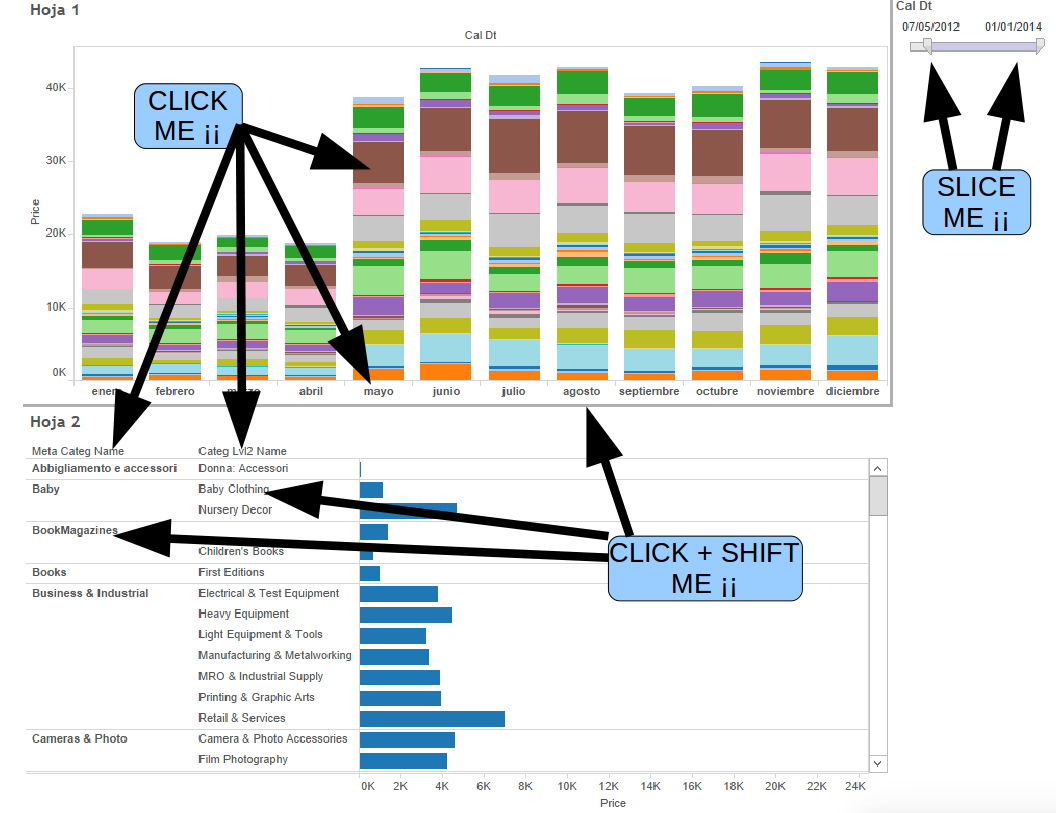 Hoja 1
Cal Dt
07/05/2012 01/01/2014
Cal Dt
40K
30K
20K
10K
0K
Price
CLICK
ME ¡¡
SLICE
ME ¡¡
febrero abril mayo junio julio agosto septiembre octubre noviembre diciembre
Hoja 2
Meta Categ Name Categ Lvl2 Name
Abbigliamento e accessori Donna: Accessori
Baby Baby Clothing
Nursery Decor
BookMagazines
Children's Books
CLICK + SHIFT
ME ¡¡
Books First Editions
Business & Industrial Electrical & Test Equipment
Heavy Equipment
Light Equipment & Tools
Manufacturing & Metalworking
MRO & Industrial Supply
Printing & Graphic Arts
Retail & Services
Cameras & Photo Camera & Photo Accessories
Film Photography
0K 2K 4K 6K 8K 10K 12K 14K 16K 18K 20K 22K 24K
Price